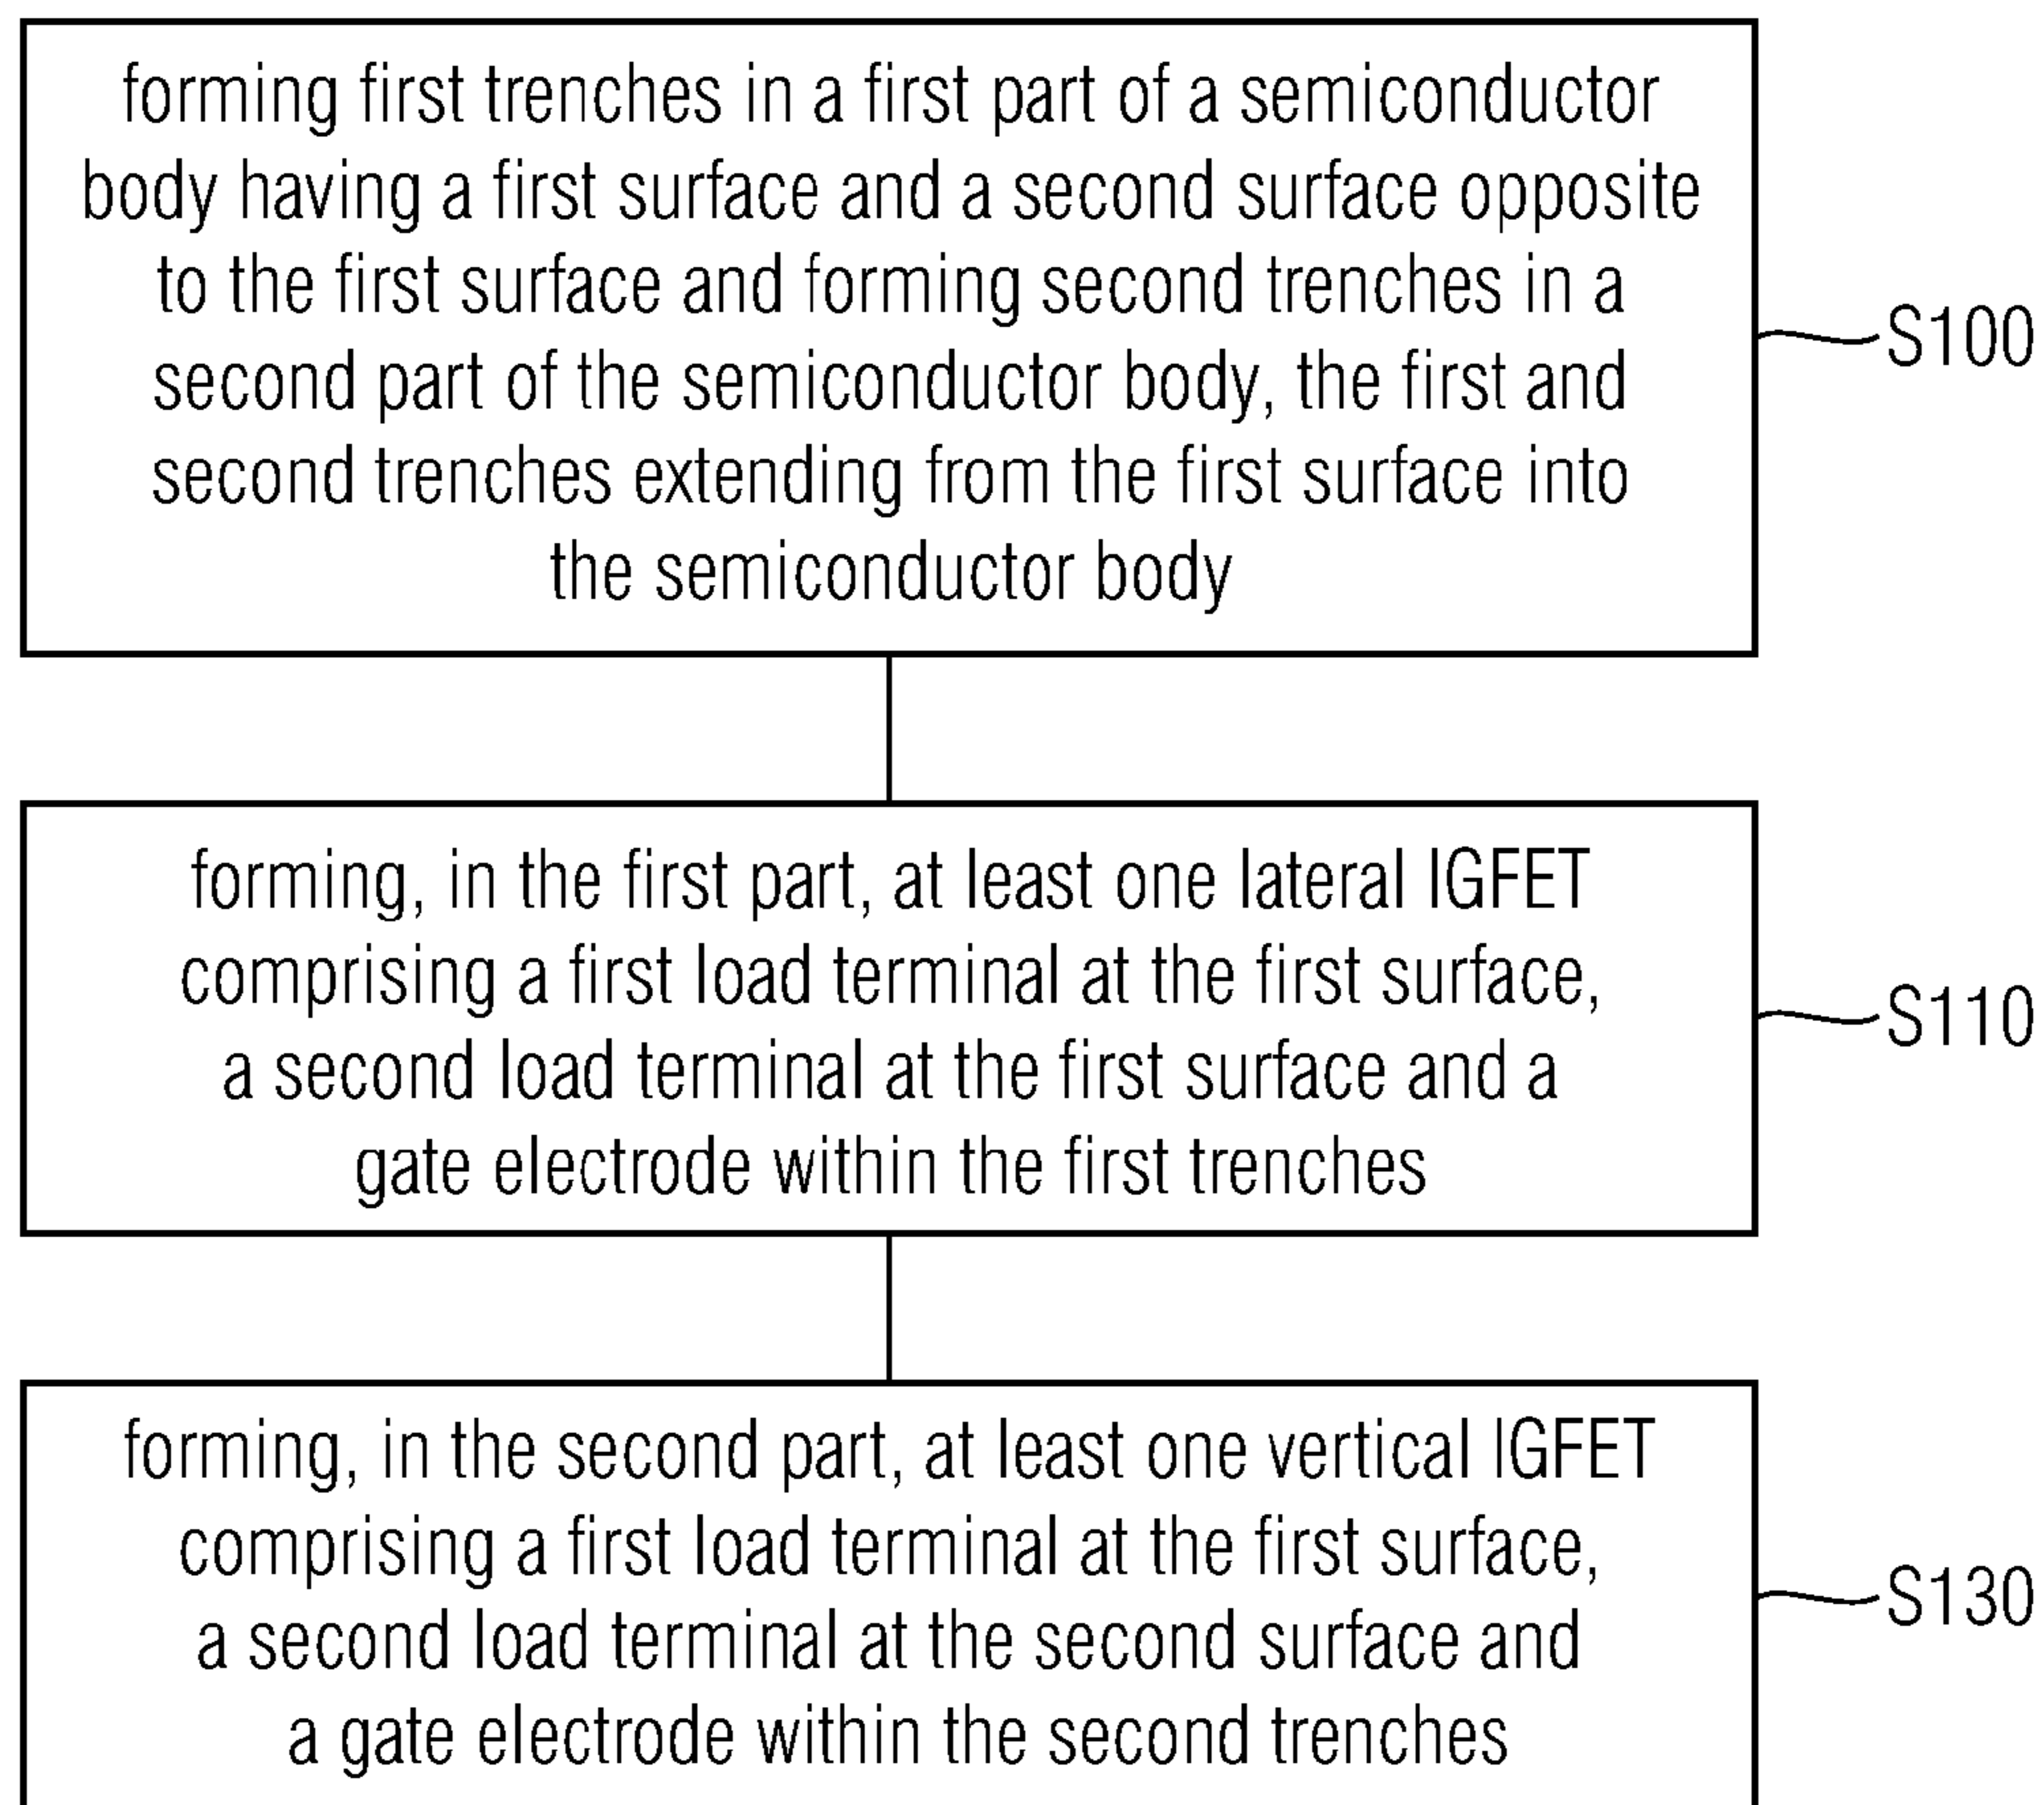 forming first trenches in a first part of a semiconductor
body having a first surface and a second surface opposite
to the first surface and forming second trenches in a
second part of the semiconductor body, the first and
second trenches extending from the first surface into
the semiconductor body
S100
forming, in the first part, at least one lateral IGFET
comprising a first load terminal at the first surface,
a second load terminal at the first surface and a
gate electrode within the first trenches
S110
forming, in the second part, at least one vertical IGFET
comprising a first load terminal at the first surface,
a second load terminal at the second surface and
a gate electrode within the second trenches
S130